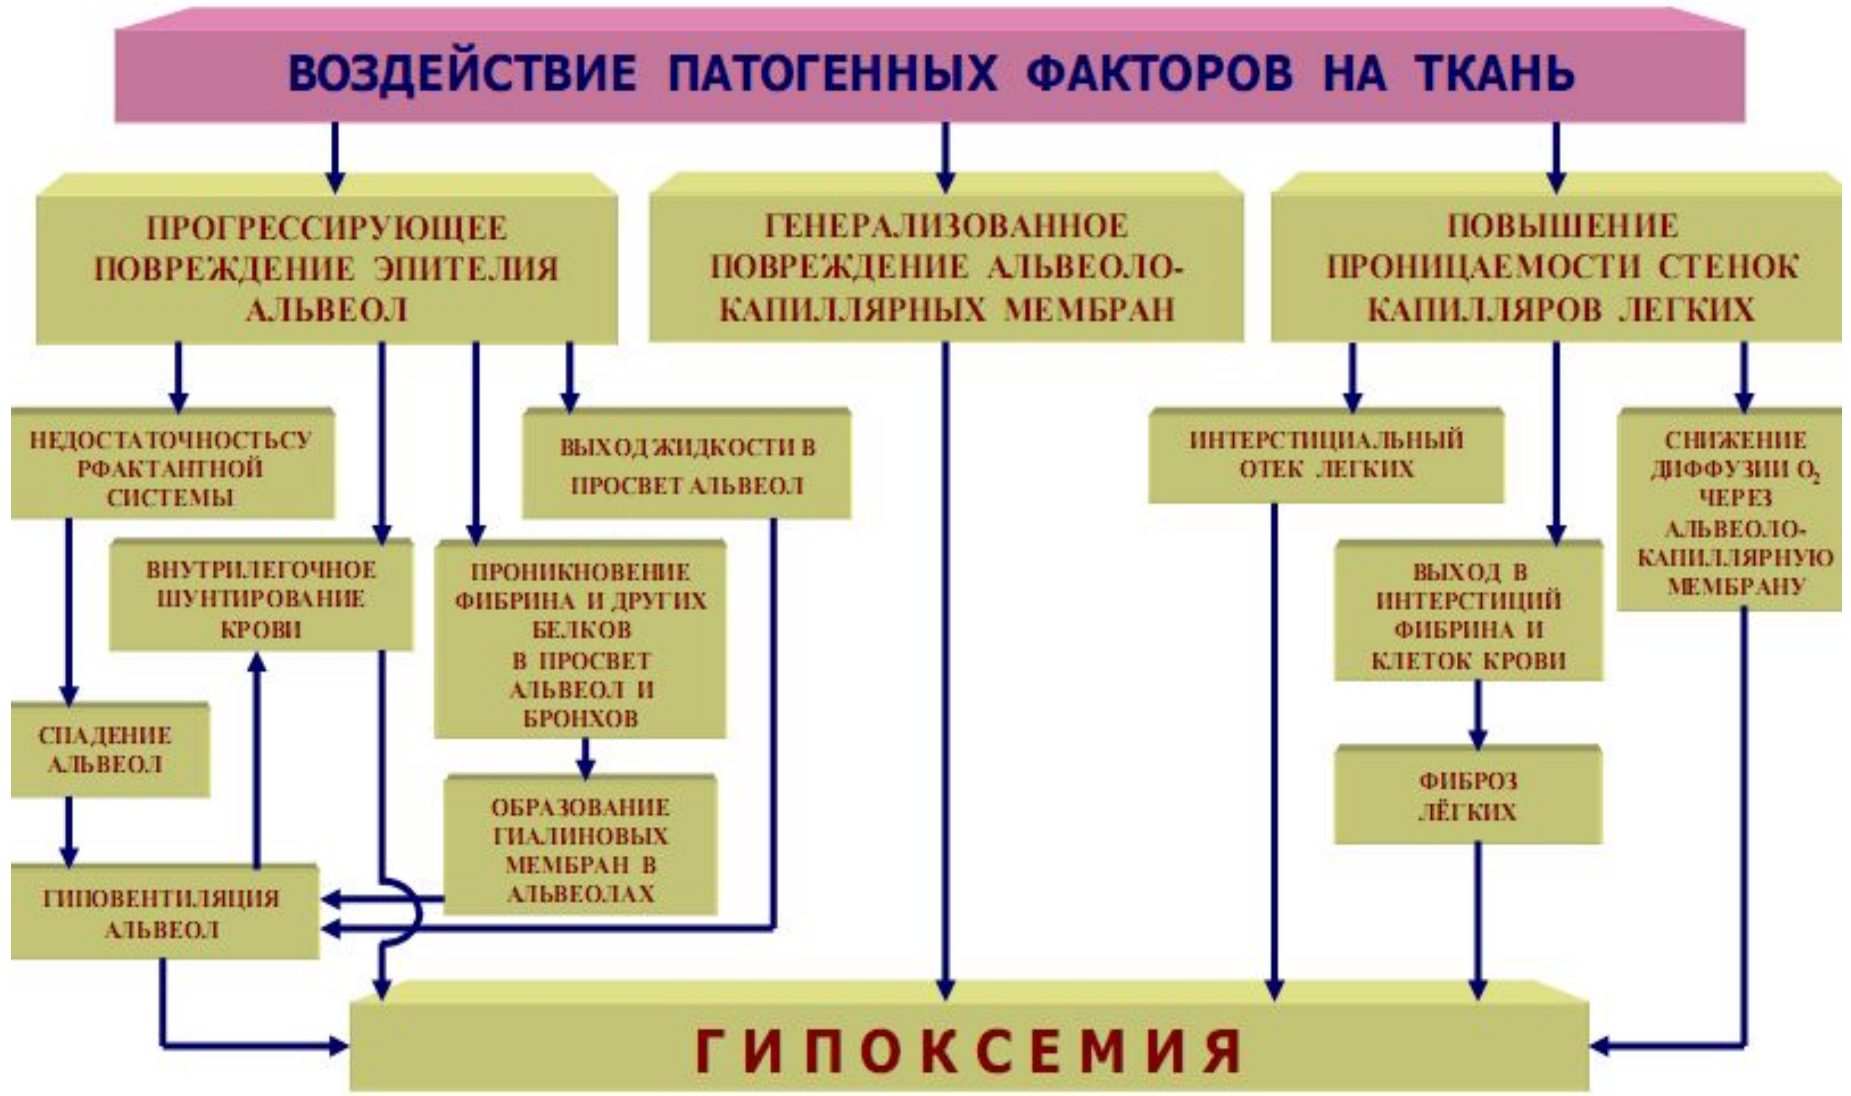 ВОЗДЕЙСТВИЕ ПАТОГЕННЫХ ФАКТОРОВ НА ТКАНЬ
ПРОГРЕССИРУЮЩЕЕ
ПОВРЕЖДЕНИЕ ЭПИТЕЛИЯ
АЛЬВЕОЛ
ГЕНЕРАЛИЗОВАННОЕ
ПОВРЕЖДЕНИЕ АЛЬВЕОЛО-
КАПИЛЛЯРНЫХ МЕМБРАН
ПОВЫШЕНИЕ
ПРОНИЦАЕМОСТИ СТЕНОК
КАПИЛЛЯРОВ ЛЕГКИХ
НЕДОСТАТОЧНОСТЬСУ
РФАКТАНТНОЙ
СИСТЕМЫ
ВЫХОД ЖИДКОСТИ В
ПРОСВЕТ АЛЬВЕОЛ
ИНТЕРСТИЦИАЛЬНЫЙ
ОТЕК ЛЕГКИХ
СНИЖЕНИЕ
ДИФФУЗИИ O₂
ЧЕРЕЗ
АЛЬВЕОЛО-
КАПИЛЛЯРНУЮ
МЕМБРАНУ
ВНУТРИЛЕГОЧНОЕ
ШУНТИРОВАНИЕ
КРОВИ
ПРОНИКНОВЕНИЕ
ФИБРИНА И ДРУГИХ
БЕЛКОВ
В ПРОСВЕТ
АЛЬВЕОЛ И
БРОНХОВ
ВЫХОД В
ИНТЕРСТИЦИЙ
ФИБРИНА И
КЛЕТОК КРОВИ
СПАДЕНИЕ
АЛЬВЕОЛ
ОБРАЗОВАНИЕ
ГИАЛИНОВЫХ
МЕМБРАН В
АЛЬВЕОЛАХ
ФИБРОЗ
ЛЁГКИХ
ГИПОВЕНТИЛЯЦИЯ
АЛЬВЕОЛ
ГИПОКСЕМИЯ